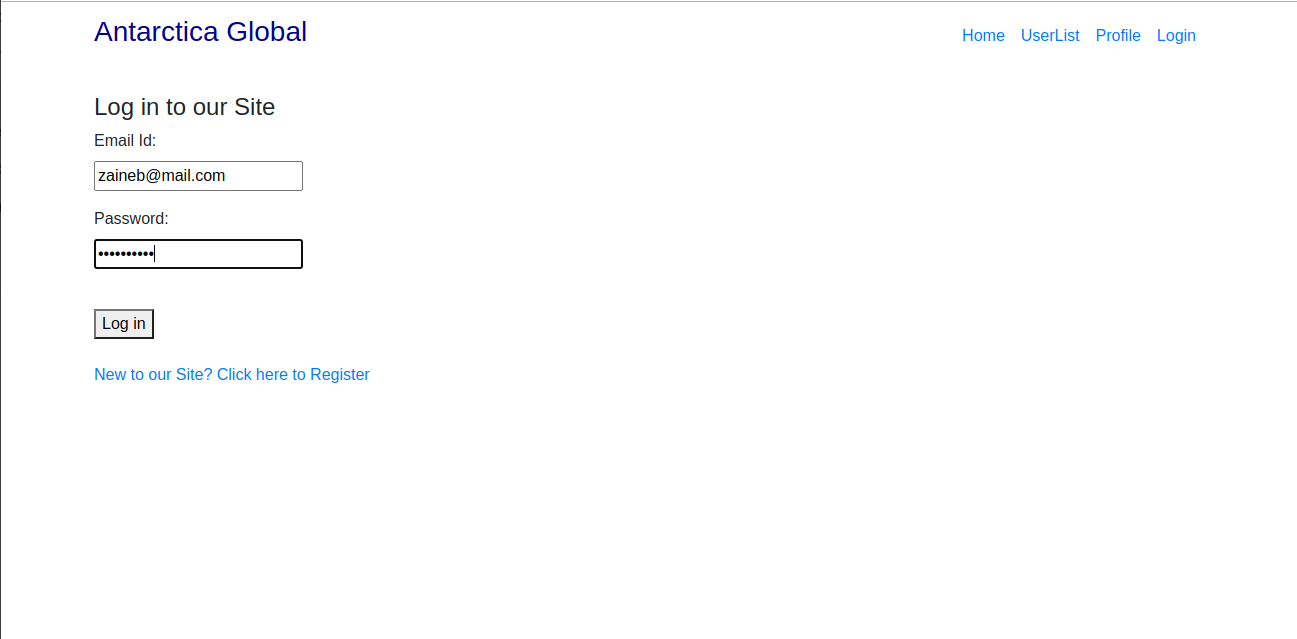 Antarctica Global
Home UserList Profile Login
Log in to our Site
Email Id:
zaineb@mail.com
Password:
••••••••••
Log in
New to our Site? Click here to Register